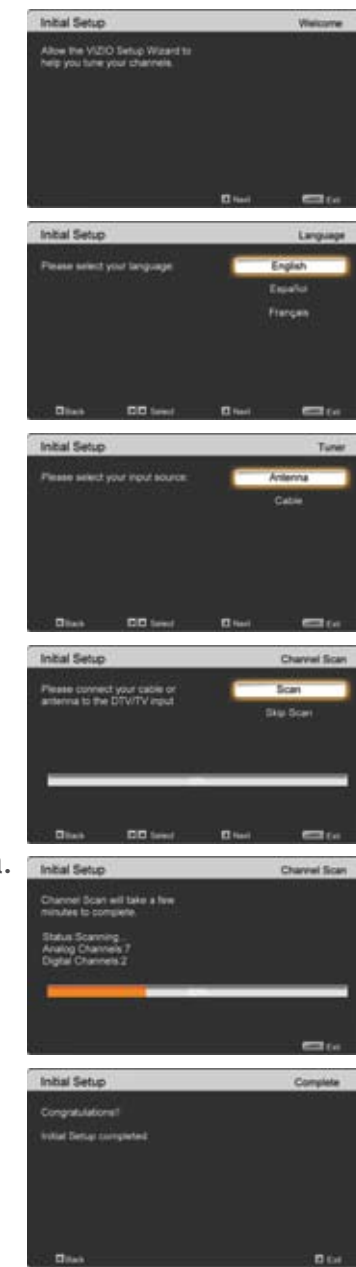 Initial Setup Welcome
Allow the VIZIO Setup Wizard to
help you tune your channels.
Next Exit
Initial Setup Language
Please select your language: English
Español
Français
Back Select Next Exit
Initial Setup Tuner
Please select your input source: Antenna
Cable
Back Select Next Exit
Initial Setup Channel Scan
Please connect your cable or Scan
antenna to the DTV/TV input
Skip Scan
Back Select Next Exit
Initial Setup Channel Scan
Channel Scan will take a few
minutes to complete.
Status Scanning...
Analog Channels:7
Digital Channels:2
Exit
Initial Setup Complete
Congratulations!!
Initial Setup completed
Back Exit